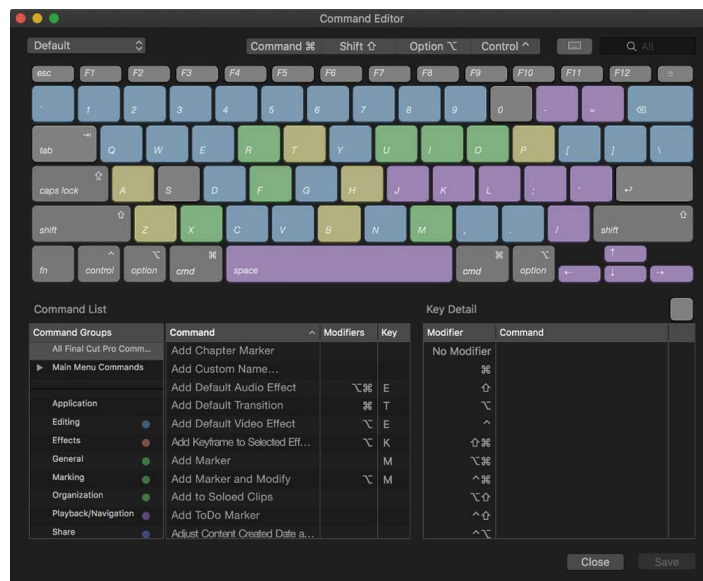 Command Editor
Default Command ⌘ Shift ⇧ Option ⌥ Control ^ All
esc F1 F2 F3 F4 F5 F6 F7 F8 F9 F10 F11 F12
` 1 2 3 4 5 6 7 8 9 0 - = ⌫
tab ⇥ Q W E R T Y U I O P [ ] \
caps lock ⇪ A S D F G H J K L ; ' ↩
shift ⇧ Z X C V B N M , . / shift ⇧
fn control ^ option ⌥ cmd ⌘ space cmd ⌘ option ⌥ ← ↑ ↓ →
Command List Key Detail
Command Groups Command Modifiers Key Modifier Command
All Final Cut Pro Comm... Add Chapter Marker No Modifier
Main Menu Commands Add Custom Name... ⌘
Add Default Audio Effect ⌥⌘ E ⇧
Application Add Default Transition ⌘ T ⌥
Editing Add Default Video Effect ⌥ E ^
Effects Add Keyframe to Selected Eff... ⌥ K ⇧⌘
General Add Marker M ⌥⌘
Marking Add Marker and Modify ⌥ M ^⌘
Organization Add to Soloed Clips ⌥⇧
Playback/Navigation Add ToDo Marker ^⇧
Share Adjust Content Created Date a... ^⌥
Close Save